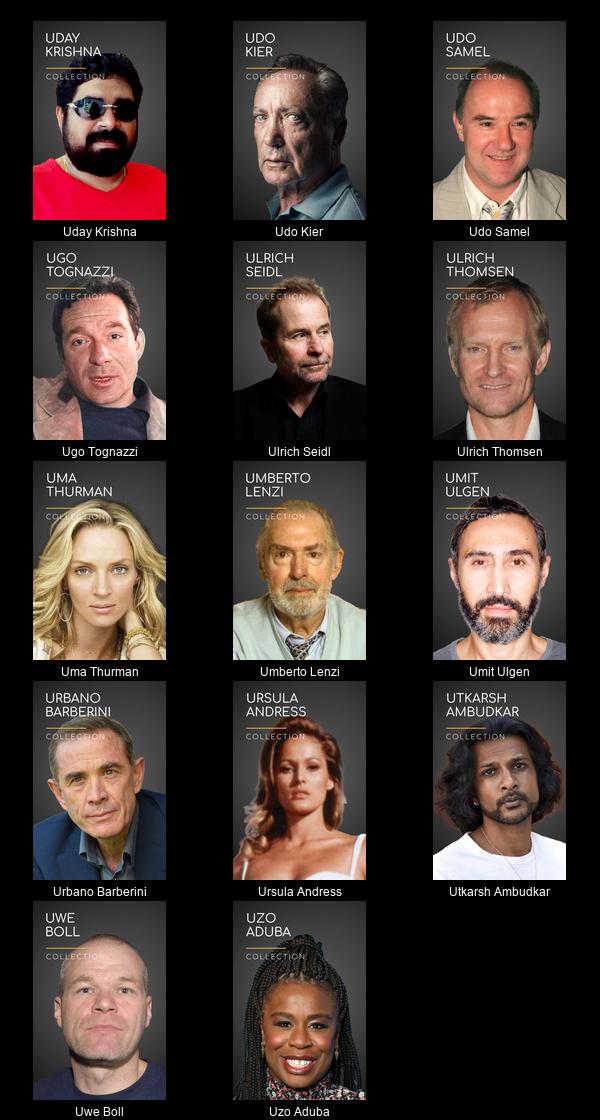 UDAY
KRISHNA
COLLECTION
UDO
KIER
COLLECTION
UDO
SAMEL
COLLECTION
Uday Krishna
Udo Kier
Udo Samel
UGO
TOGNAZZI
COLLECTION
ULRICH
SEIDL
COLLECTION
ULRICH
THOMSEN
COLLECTION
Ugo Tognazzi
Ulrich Seidl
Ulrich Thomsen
UMA
THURMAN
COLLECTION
UMBERTO
LENZI
COLLECTION
UMIT
ULGEN
COLLECTION
Uma Thurman
Umberto Lenzi
Umit Ulgen
URBANO
BARBERINI
COLLECTION
URSULA
ANDRESS
COLLECTION
UTKARSH
AMBUDKAR
COLLECTION
Urbano Barberini
Ursula Andress
Utkarsh Ambudkar
UWE
BOLL
COLLECTION
UZO
ADUBA
COLLECTION
Uwe Boll
Uzo Aduba